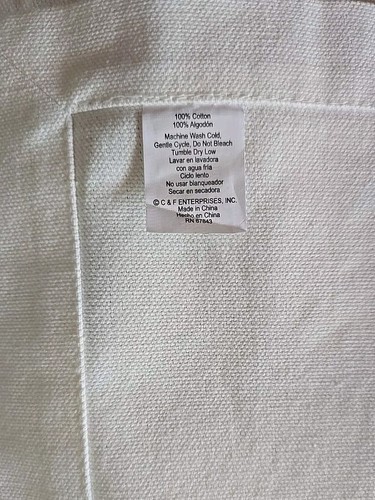 100% Cotton
100% Algodón
Machine Wash Cold,
Gentle Cycle, Do Not Bleach
Tumble Dry Low
Lavar en lavadora
con agua fría
Ciclo lento
No usar blanqueador
Secar en secadora
© C & F ENTERPRISES, INC.
Made in China
Hecho en China
RN 67843